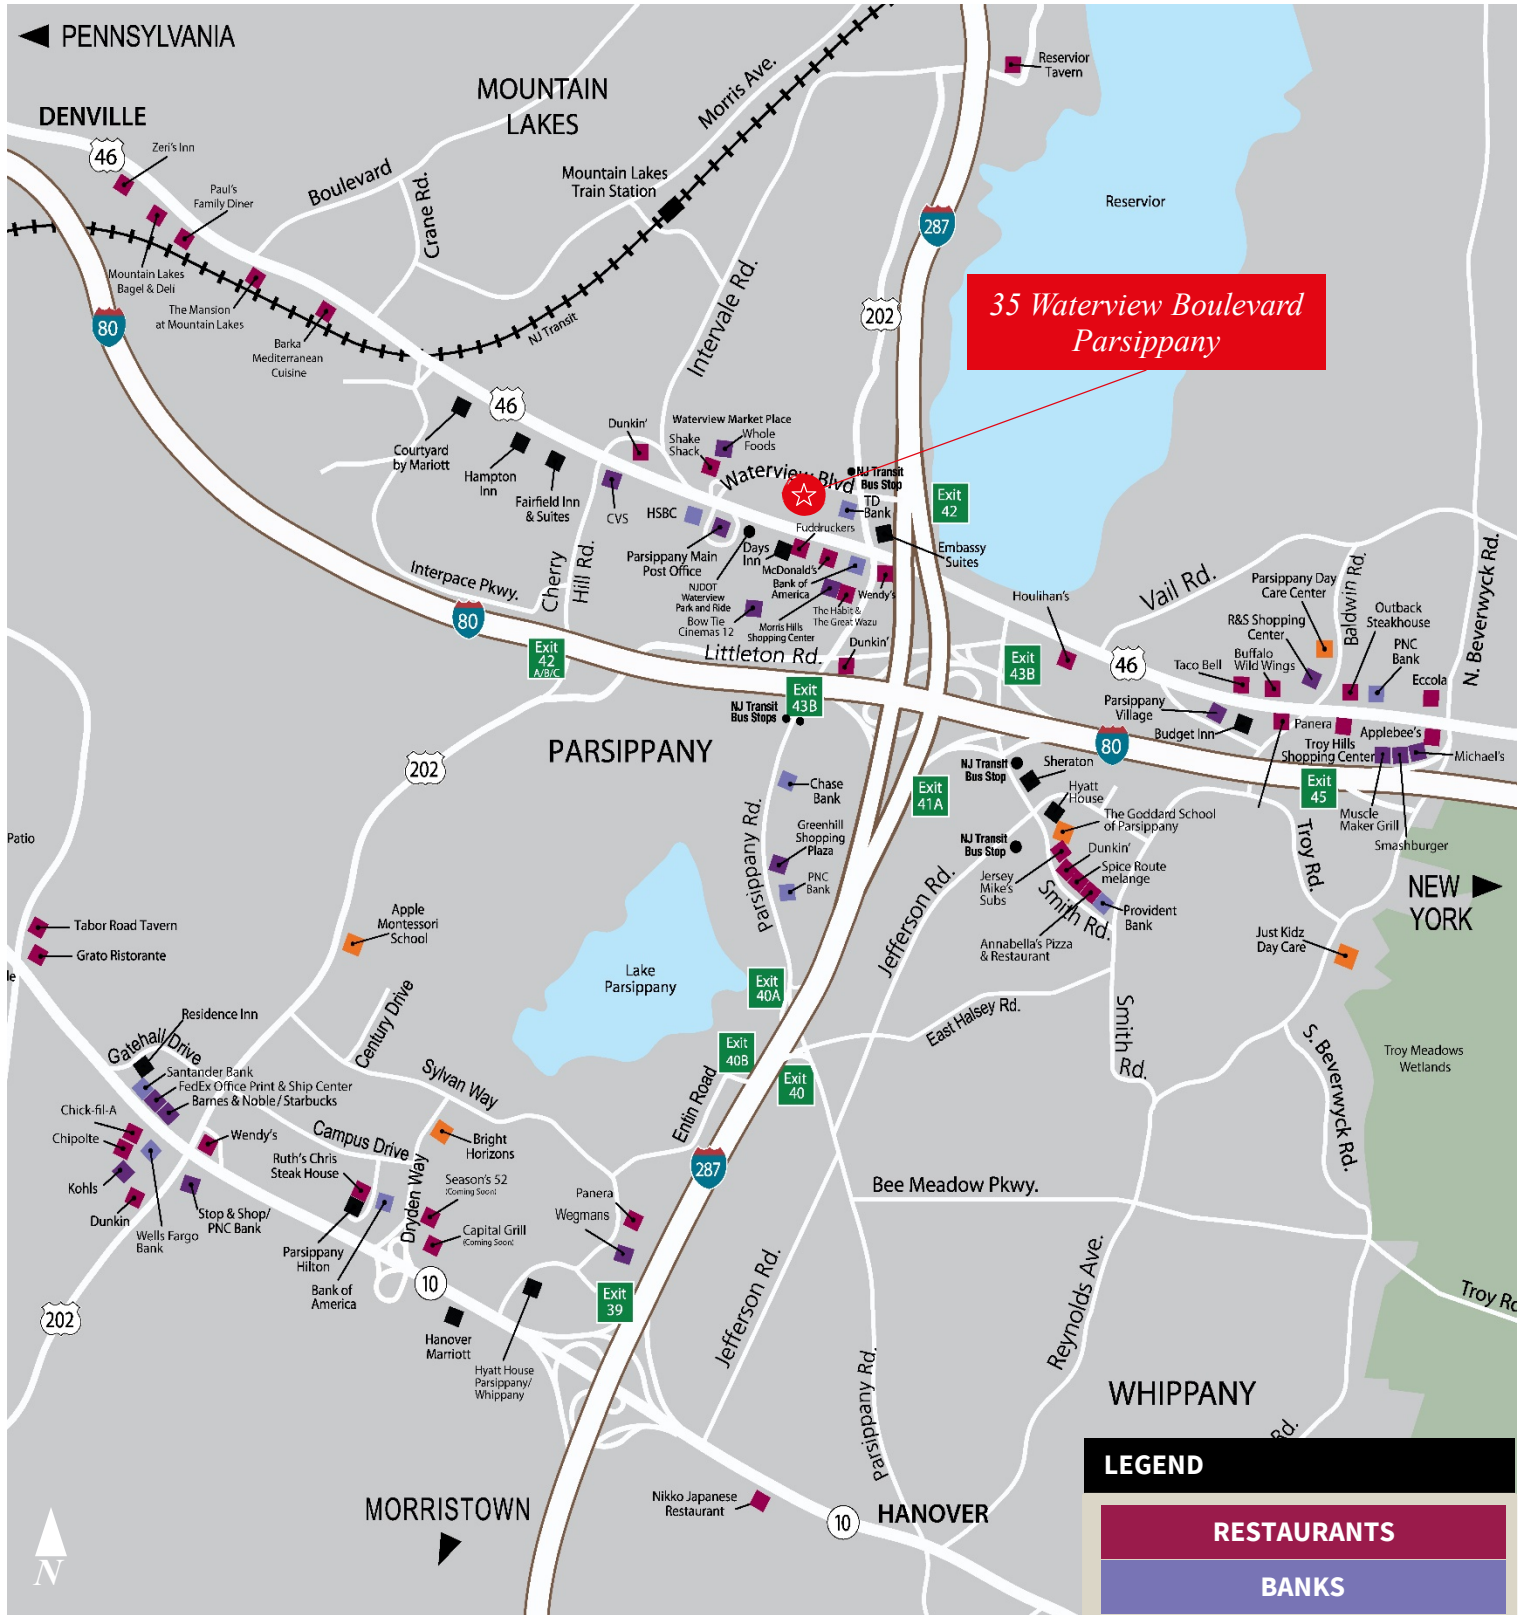 PENNSYLVANIA
DENVILLE
46
Zeri's Inn
Paul's
Family Diner
Mountain Lakes
Bagel & Deli
The Mansion
at Mountain Lakes
Barka
Mediterranean
Cuisine
80
MOUNTAIN
LAKES
Boulevard
Crane Rd.
Morris Ave.
Mountain Lakes
Train Station
NJ Transit
Intervale Rd.
Reservior
Tavern
287
Reservior
202
35 Waterview Boulevard
Parsippany
46
Courtyard
by Mariott
Hampton
Inn
Fairfield Inn
& Suites
CVS
Dunkin'
Waterview Market Place
Shake
Shack
Whole
Foods
Waterview Blvd
NJ Transit
Bus Stop
TD
Bank
HSBC
Parsippany Main
Post Office
Days
Inn
Fuddruckers
McDonald's
Bank of
America
Wendy's
Embassy
Suites
Exit
42
NJDOT
Waterview
Park and Ride
Bow Tie
Cinemas 12
Morris Hills
Shopping Center
The Habit &
The Great Wazu
Interpace Pkwy.
Cherry
Hill Rd.
80
Exit
42
A/B/C
Littleton Rd.
Dunkin'
Exit
43B
NJ Transit
Bus Stops
Houlihan's
Exit
43B
46
Vail Rd.
Parsippany Day
Care Center
Baldwin Rd.
R&S Shopping
Center
Outback
Steakhouse
N. Beverwyck Rd.
Taco Bell
Buffalo
Wild Wings
PNC
Bank
Eccola
Parsippany
Village
Budget Inn
Panera
Applebee's
Troy Hills
Shopping Center
Michael's
80
Exit
45
Muscle
Maker Grill
Smashburger
Troy Rd.
NEW
YORK
PARSIPPANY
202
Patio
Chase
Bank
Greenhill
Shopping
Plaza
PNC
Bank
Parsippany Rd.
Exit
41A
NJ Transit
Bus Stop
Sheraton
Hyatt
House
The Goddard School
of Parsippany
NJ Transit
Bus Stop
Dunkin'
Spice Route
melange
Jersey
Mike's
Subs
Smith Rd.
Provident
Bank
Annabella's Pizza
& Restaurant
Jefferson Rd.
Just Kidz
Day Care
Tabor Road Tavern
Grato Ristorante
le
Apple
Montessori
School
Lake
Parsippany
Exit
40A
Exit
40B
Exit
40
East Halsey Rd.
Smith
Rd.
S. Beverwyck Rd.
Troy Meadows
Wetlands
Residence Inn
Gatehall Drive
Santander Bank
FedEx Office Print & Ship Center
Barnes & Noble / Starbucks
Century Drive
Sylvan Way
Entin Road
Chick-fil-A
Chipolte
Kohls
Dunkin
Wells Fargo
Bank
Wendy's
Stop & Shop/
PNC Bank
Campus Drive
Ruth's Chris
Steak House
Parsippany
Hilton
Bank of
America
Dryden Way
Bright
Horizons
Season's 52
(Coming Soon)
Capital Grill
(Coming Soon)
Panera
Wegmans
287
Bee Meadow Pkwy.
202
10
Hanover
Marriott
Hyatt House
Parsippany/
Whippany
Exit
39
Jefferson Rd.
Parsippany Rd.
Reynolds Ave.
Troy Rd
WHIPPANY
Rd.
MORRISTOWN
Nikko Japanese
Restaurant
10
HANOVER
N
LEGEND
RESTAURANTS
BANKS